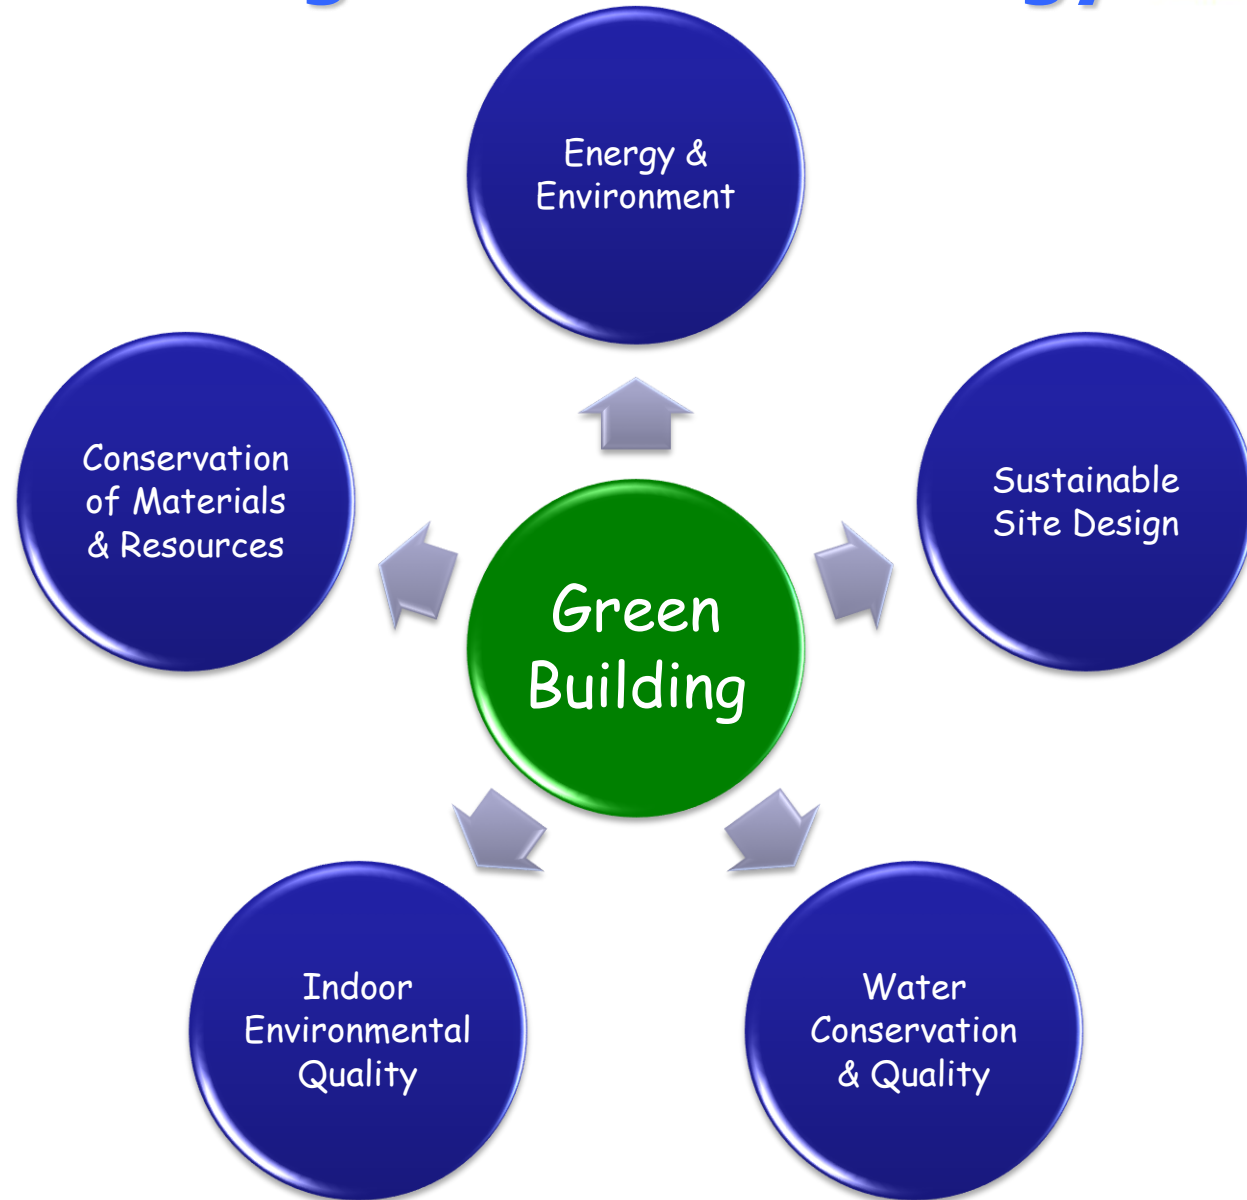 Energy &
Environment
Sustainable
Site Design
Water
Conservation
& Quality
Indoor
Environmental
Quality
Conservation
of Materials
& Resources
Green
Building